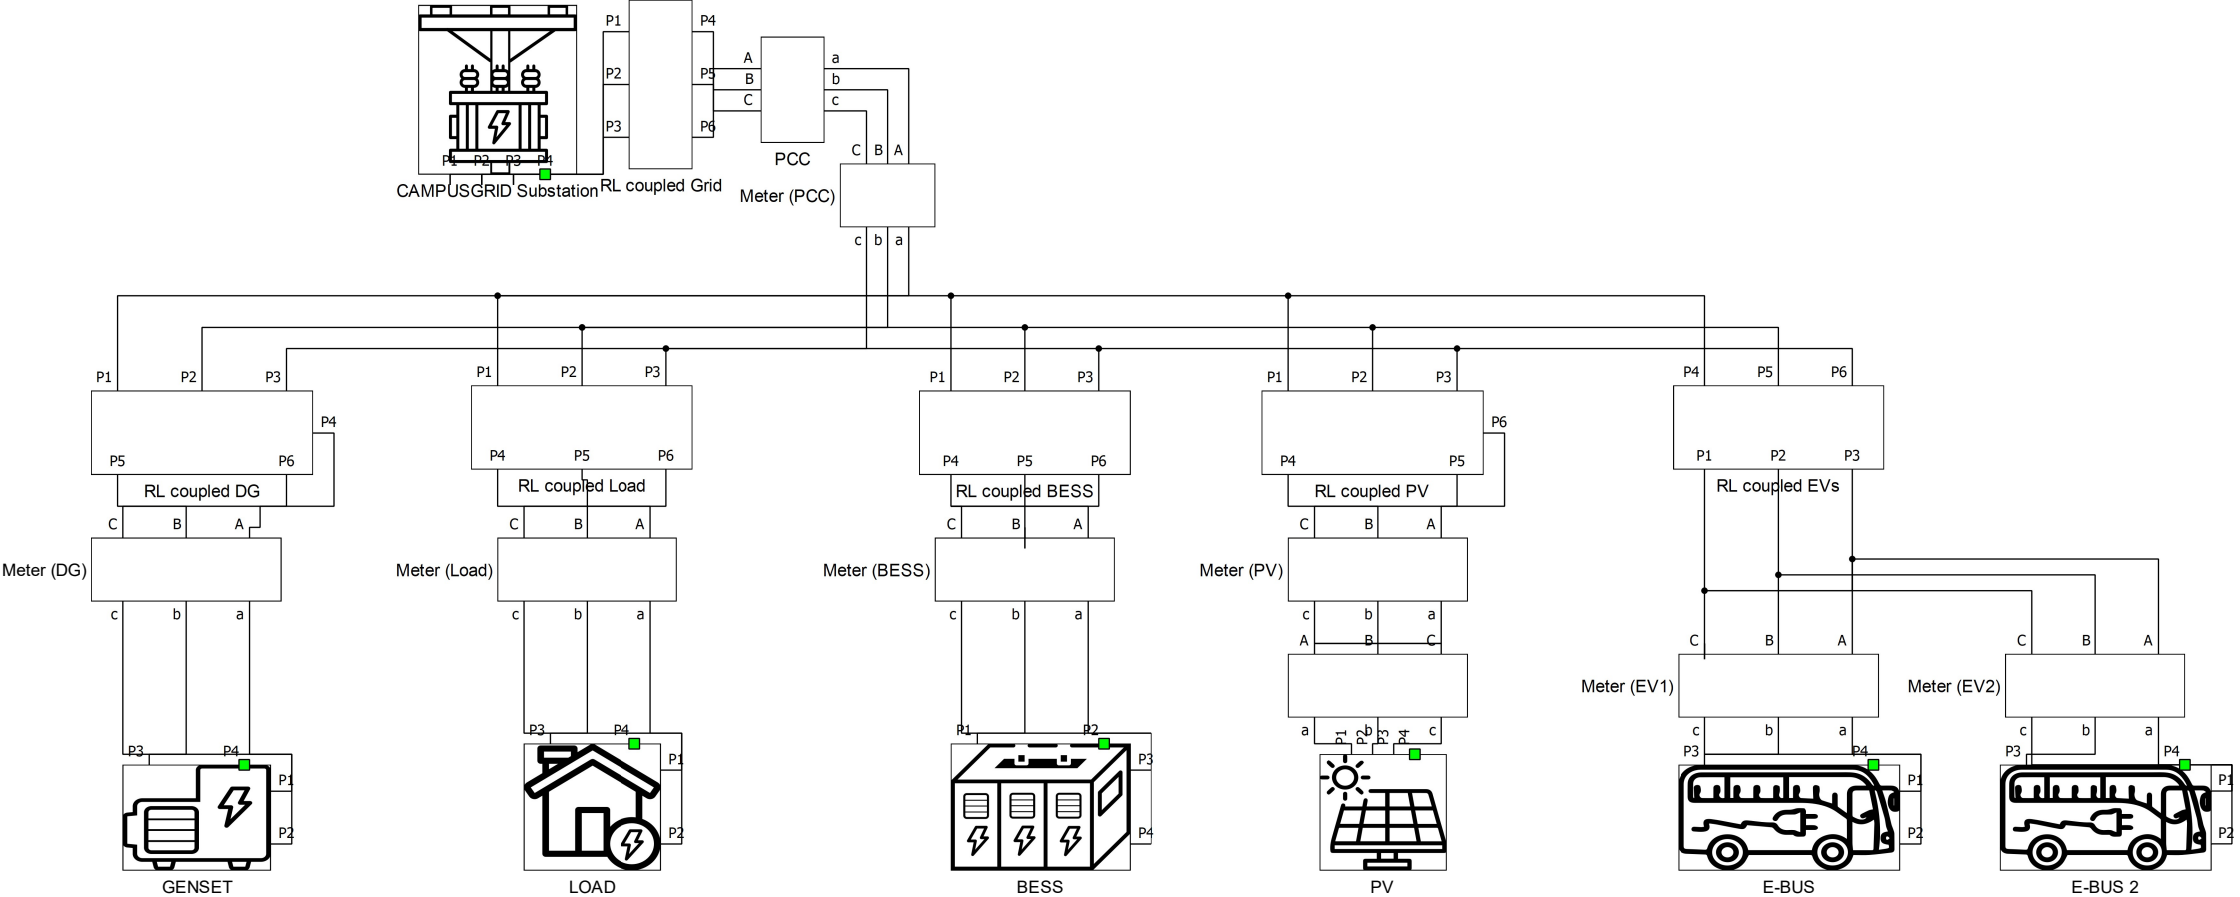 P1 P4
A a
P2 P5 B b
C c
P3 P6
C B A
P1 P2 P3 P4
PCC
CAMPUSGRID Substation RL coupled Grid
Meter (PCC)
c b a
P1 P2 P3 P1 P2 P3 P1 P2 P3 P1 P2 P3 P4 P5 P6
P4 P6
P5 P6 P4 P5 P6 P4 P5 P6 P4 P5 P1 P2 P3
RL coupled DG RL coupled Load RL coupled BESS RL coupled PV RL coupled EVs
C B A C B A C B A C B A
Meter (DG) Meter (Load) Meter (BESS) Meter (PV)
c b a c b a c b a c b a
A B C C B A C B A
Meter (EV1) Meter (EV2)
a b c c b a c b a
P3 P4 P3 P4 P1 P2 P1 P2 P3 P4 P3 P4 P3 P4
P1 P1 P3 P1 P1
P2 P2 P4 P2 P2
GENSET LOAD BESS PV E-BUS E-BUS 2